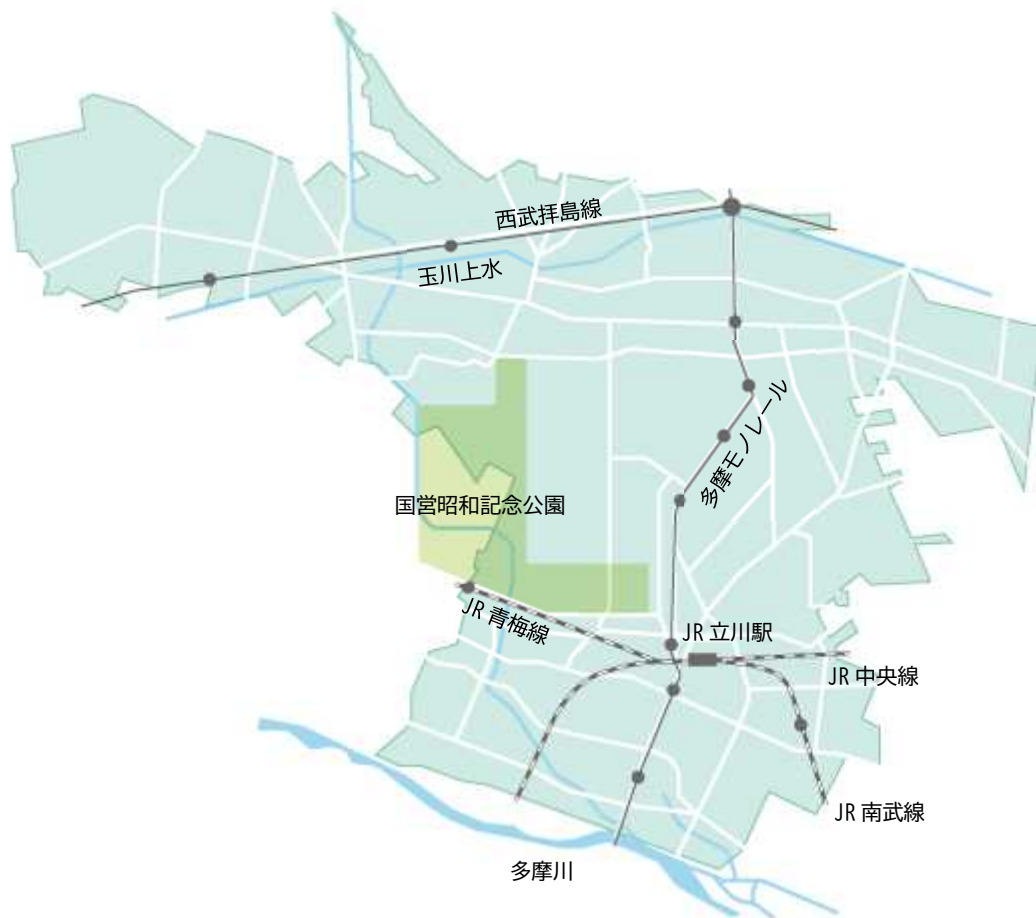 西武拝島線
玉川上水
多摩モノレール
国営昭和記念公園
JR 青梅線
JR 立川駅
JR 中央線
JR 南武線
多摩川